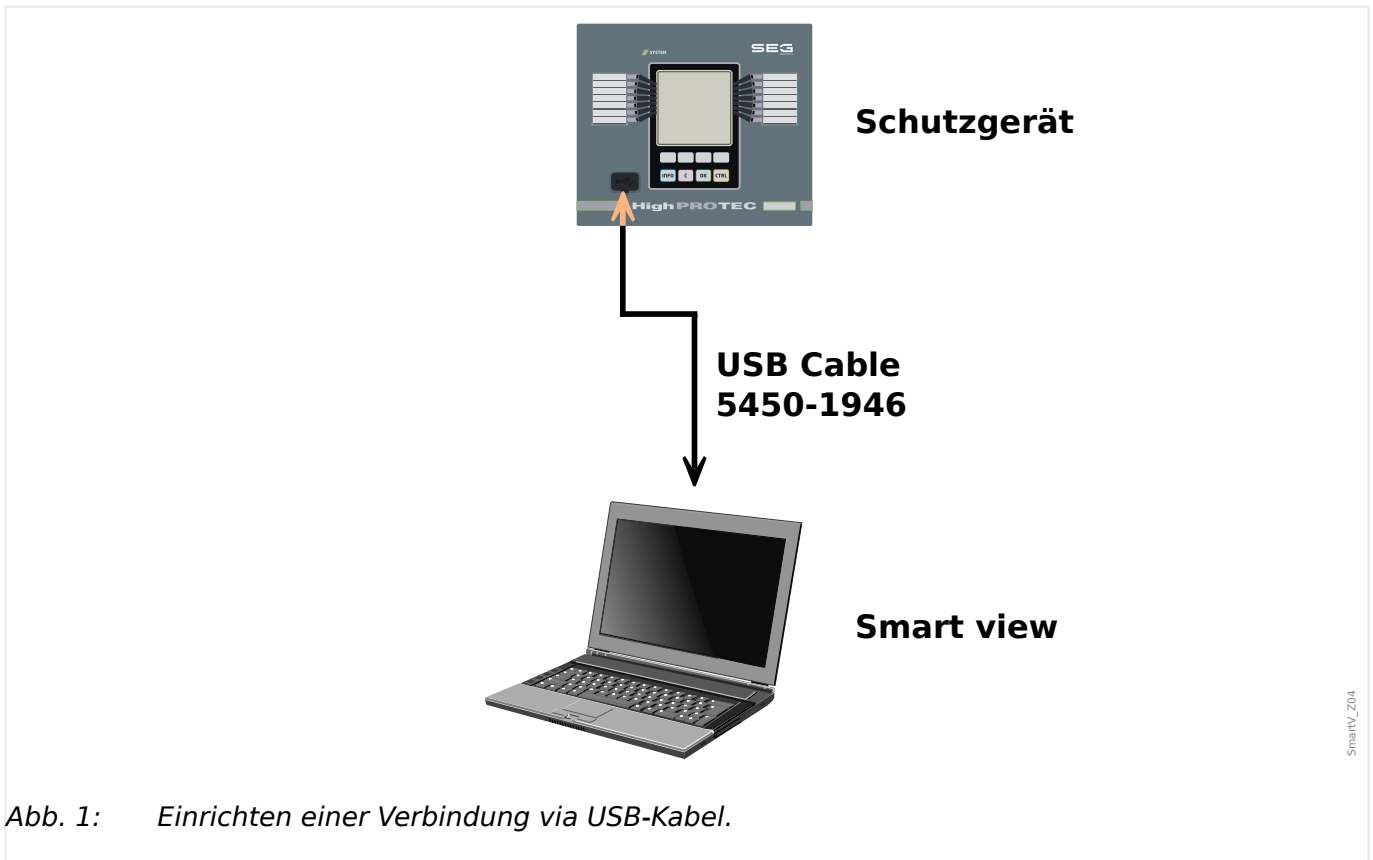 SYSTEM
SEG
Schutzgerät
INFO C OK CTRL
HighPROTEC
USB Cable
5450-1946
Smart view
SmartV_Z04
Abb. 1: Einrichten einer Verbindung via USB-Kabel.